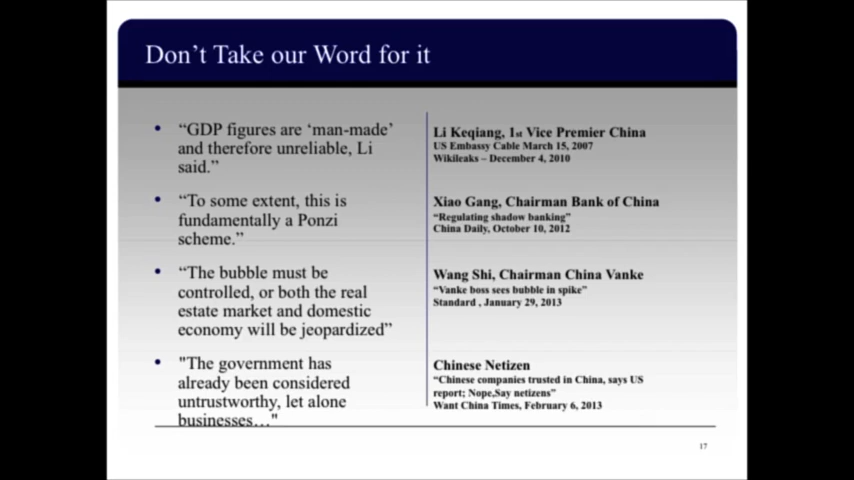 Don't Take our Word for it
• “GDP figures are ‘man-made’
and therefore unreliable, Li
said.”
Li Keqiang, 1st Vice Premier China
US Embassy Cable March 15, 2007
Wikileaks – December 4, 2010
• “To some extent, this is
fundamentally a Ponzi
scheme.”
Xiao Gang, Chairman Bank of China
“Regulating shadow banking”
China Daily, October 10, 2012
• “The bubble must be
controlled, or both the real
estate market and domestic
economy will be jeopardized”
Wang Shi, Chairman China Vanke
“Vanke boss sees bubble in spike”
Standard , January 29, 2013
• "The government has
already been considered
untrustworthy, let alone
businesses…"
Chinese Netizen
“Chinese companies trusted in China, says US
report; Nope,Say netizens”
Want China Times, February 6, 2013
17